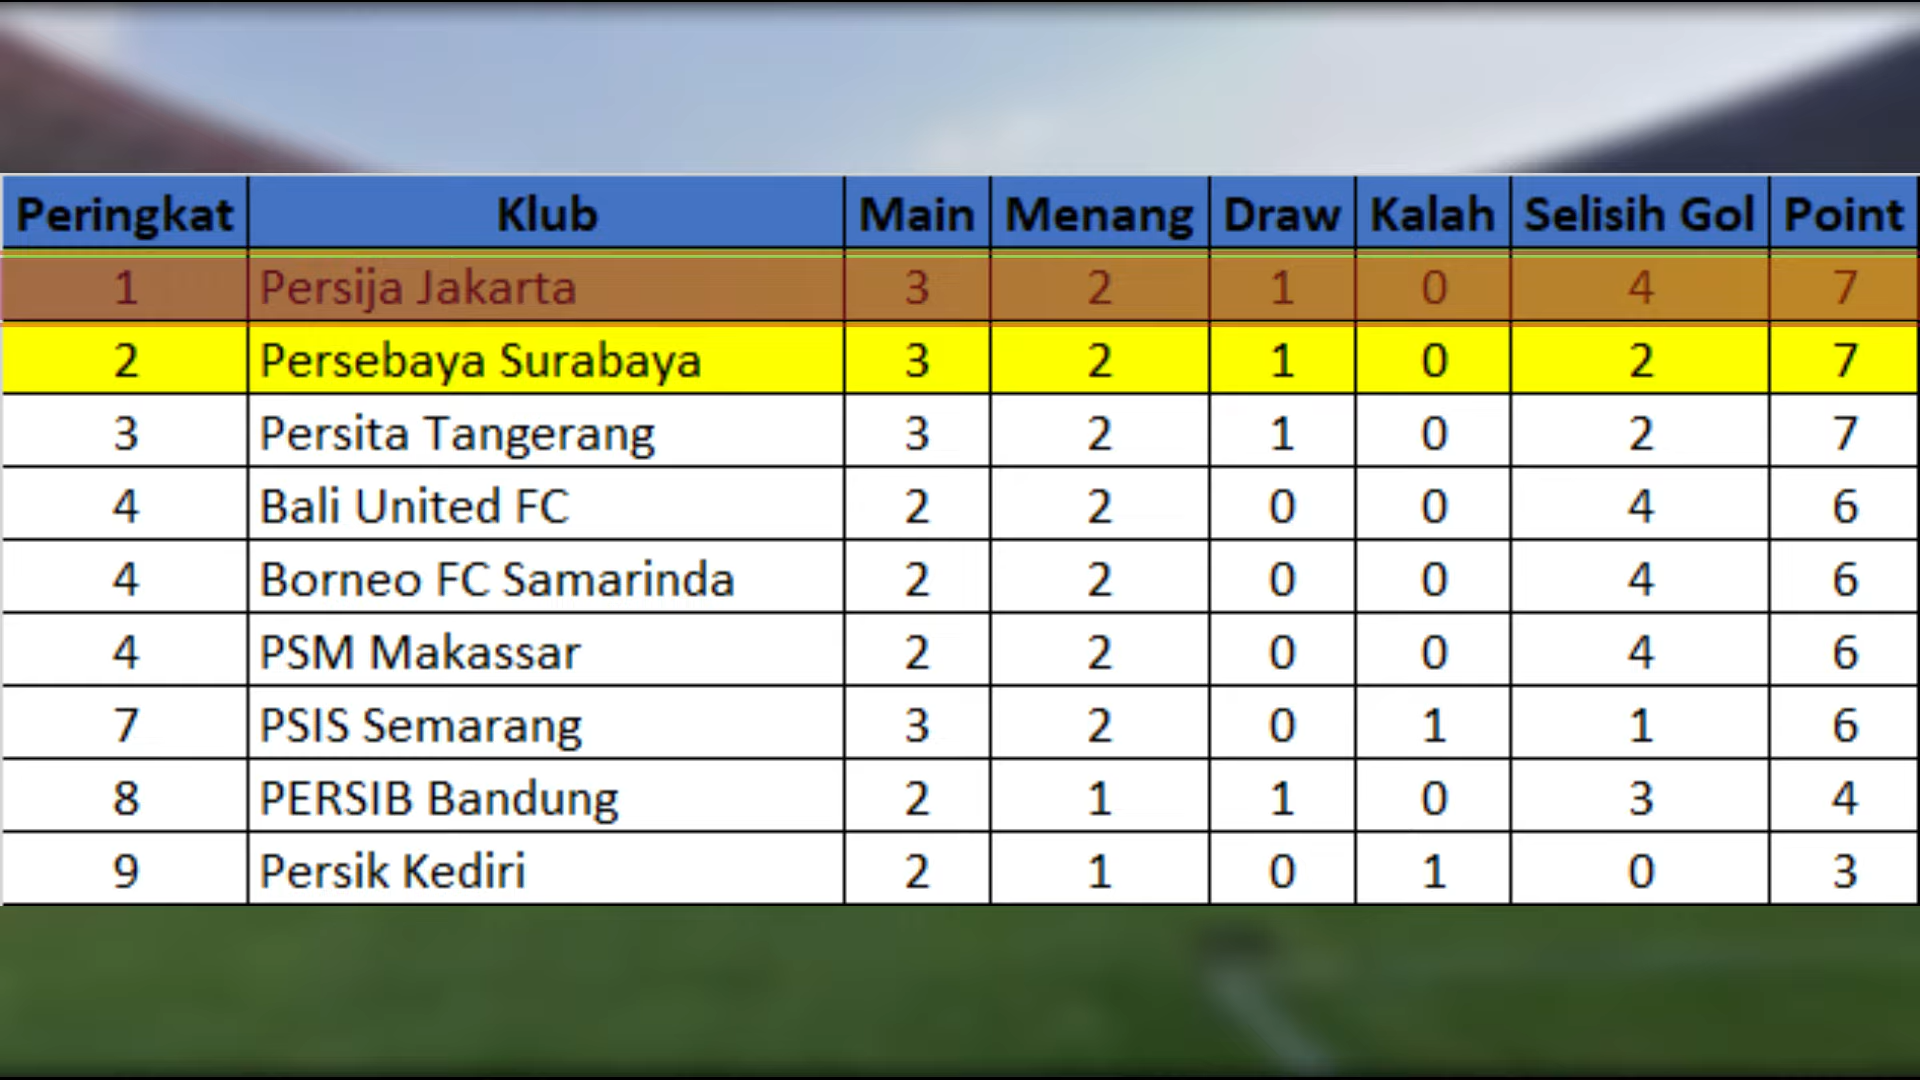 Peringkat Klub Main Menang Draw Kalah Selisih Gol Point
1 Persija Jakarta 3 2 1 0 4 7
2 Persebaya Surabaya 3 2 1 0 2 7
3 Persita Tangerang 3 2 1 0 2 7
4 Bali United FC 2 2 0 0 4 6
4 Borneo FC Samarinda 2 2 0 0 4 6
4 PSM Makassar 2 2 0 0 4 6
7 PSIS Semarang 3 2 0 1 1 6
8 PERSIB Bandung 2 1 1 0 3 4
9 Persik Kediri 2 1 0 1 0 3